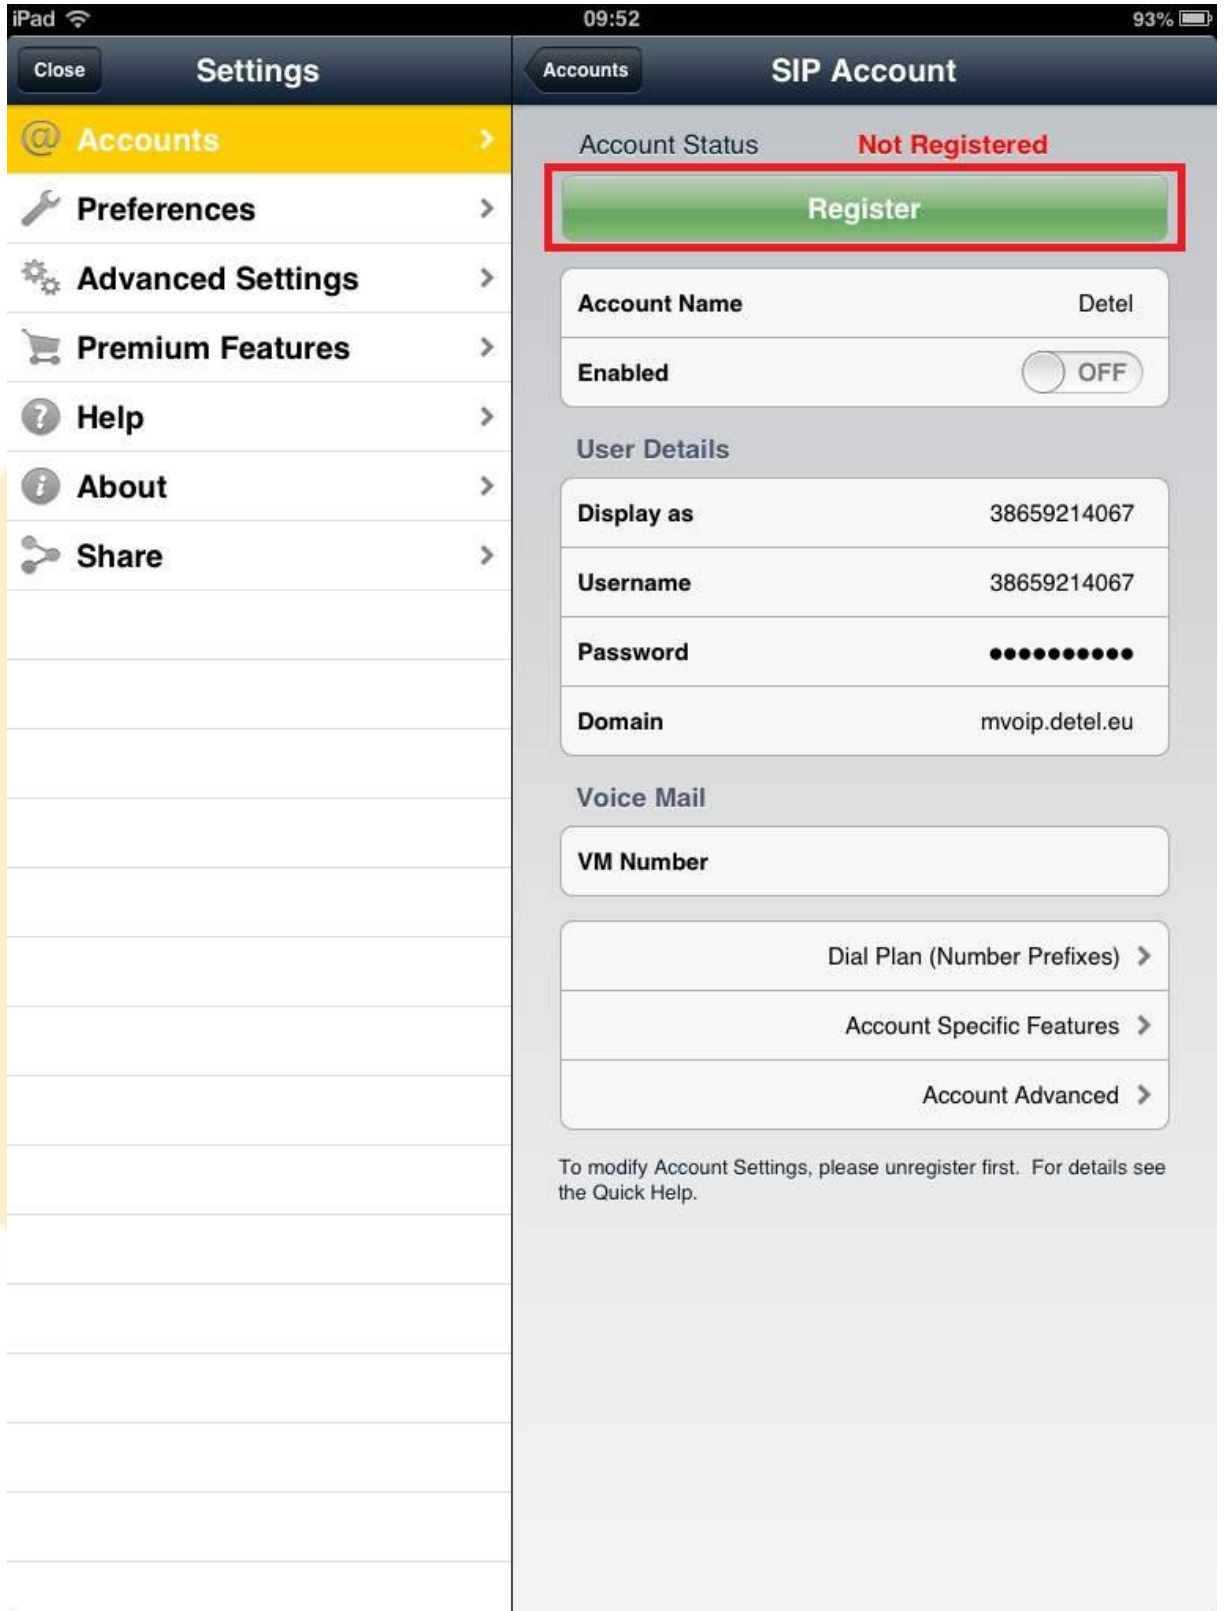 iPad 09:52 93%
Close Settings
@ Accounts
Preferences
Advanced Settings
Premium Features
Help
About
Share
Accounts SIP Account
Account Status Not Registered
Register
Account Name Detel
Enabled OFF
User Details
Display as 38659214067
Username 38659214067
Password ●●●●●●●●●●
Domain mvoip.detel.eu
Voice Mail
VM Number
Dial Plan (Number Prefixes)
Account Specific Features
Account Advanced
To modify Account Settings, please unregister first. For details see
the Quick Help.